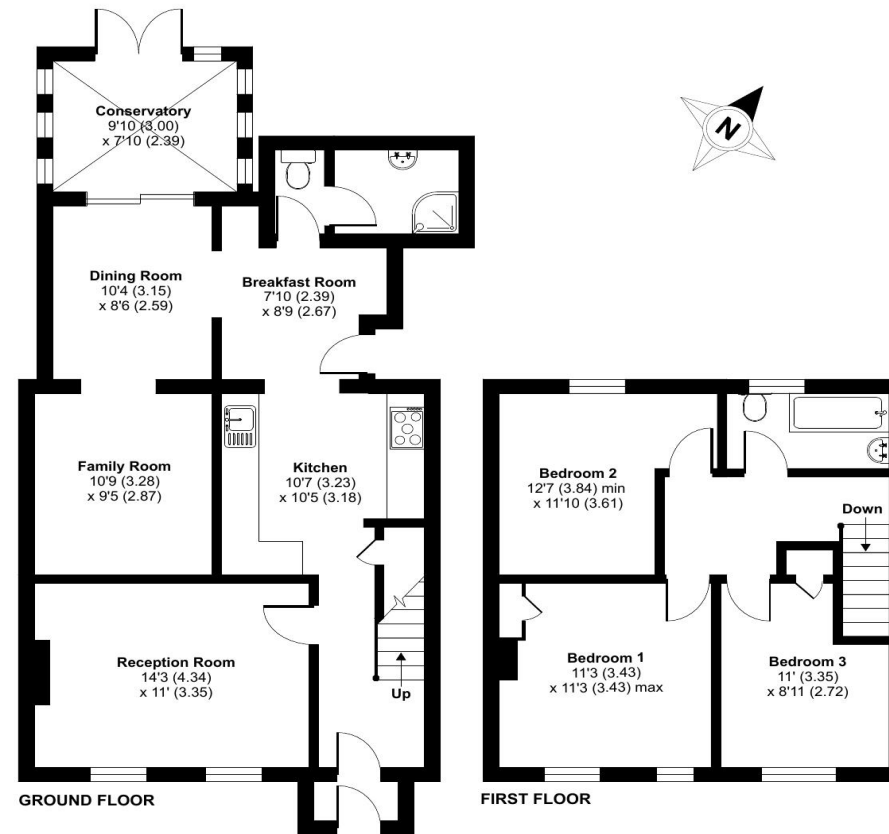 Conservatory
9'10 (3.00)
x 7'10 (2.39)
N
Dining Room
10'4 (3.15)
x 8'6 (2.59)
Breakfast Room
7'10 (2.39)
x 8'9 (2.67)
Family Room
10'9 (3.28)
x 9'5 (2.87)
Kitchen
10'7 (3.23)
x 10'5 (3.18)
Reception Room
14'3 (4.34)
x 11' (3.35)
Up
GROUND FLOOR
Bedroom 2
12'7 (3.84) min
x 11'10 (3.61)
Down
Bedroom 1
11'3 (3.43)
x 11'3 (3.43) max
Bedroom 3
11' (3.35)
x 8'11 (2.72)
FIRST FLOOR